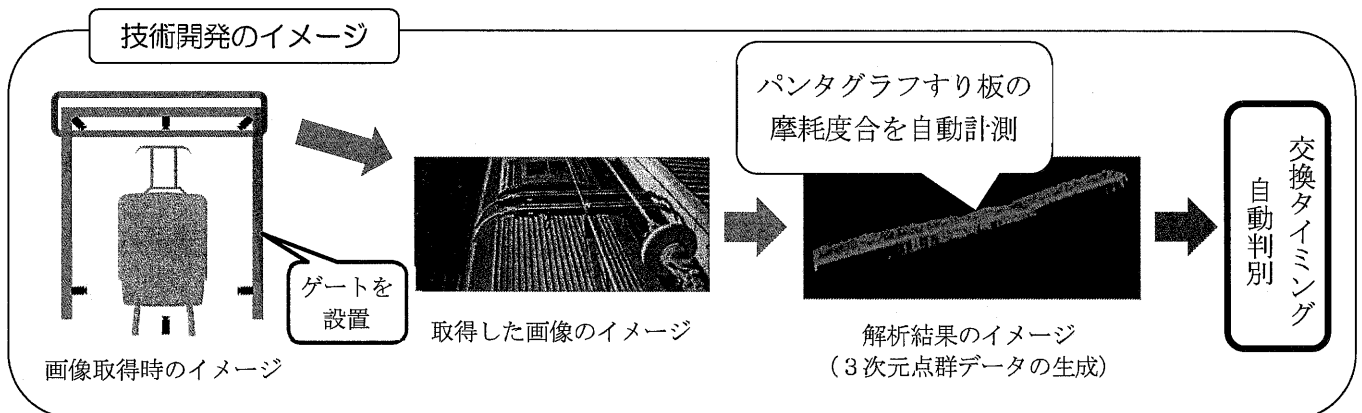 技術開発のイメージ
ゲートを
設置
画像取得時のイメージ
取得した画像のイメージ
パンタグラフすり板の
摩耗度合を自動計測
解析結果のイメージ
（３次元点群データの生成）
交換タイミング
自動判別